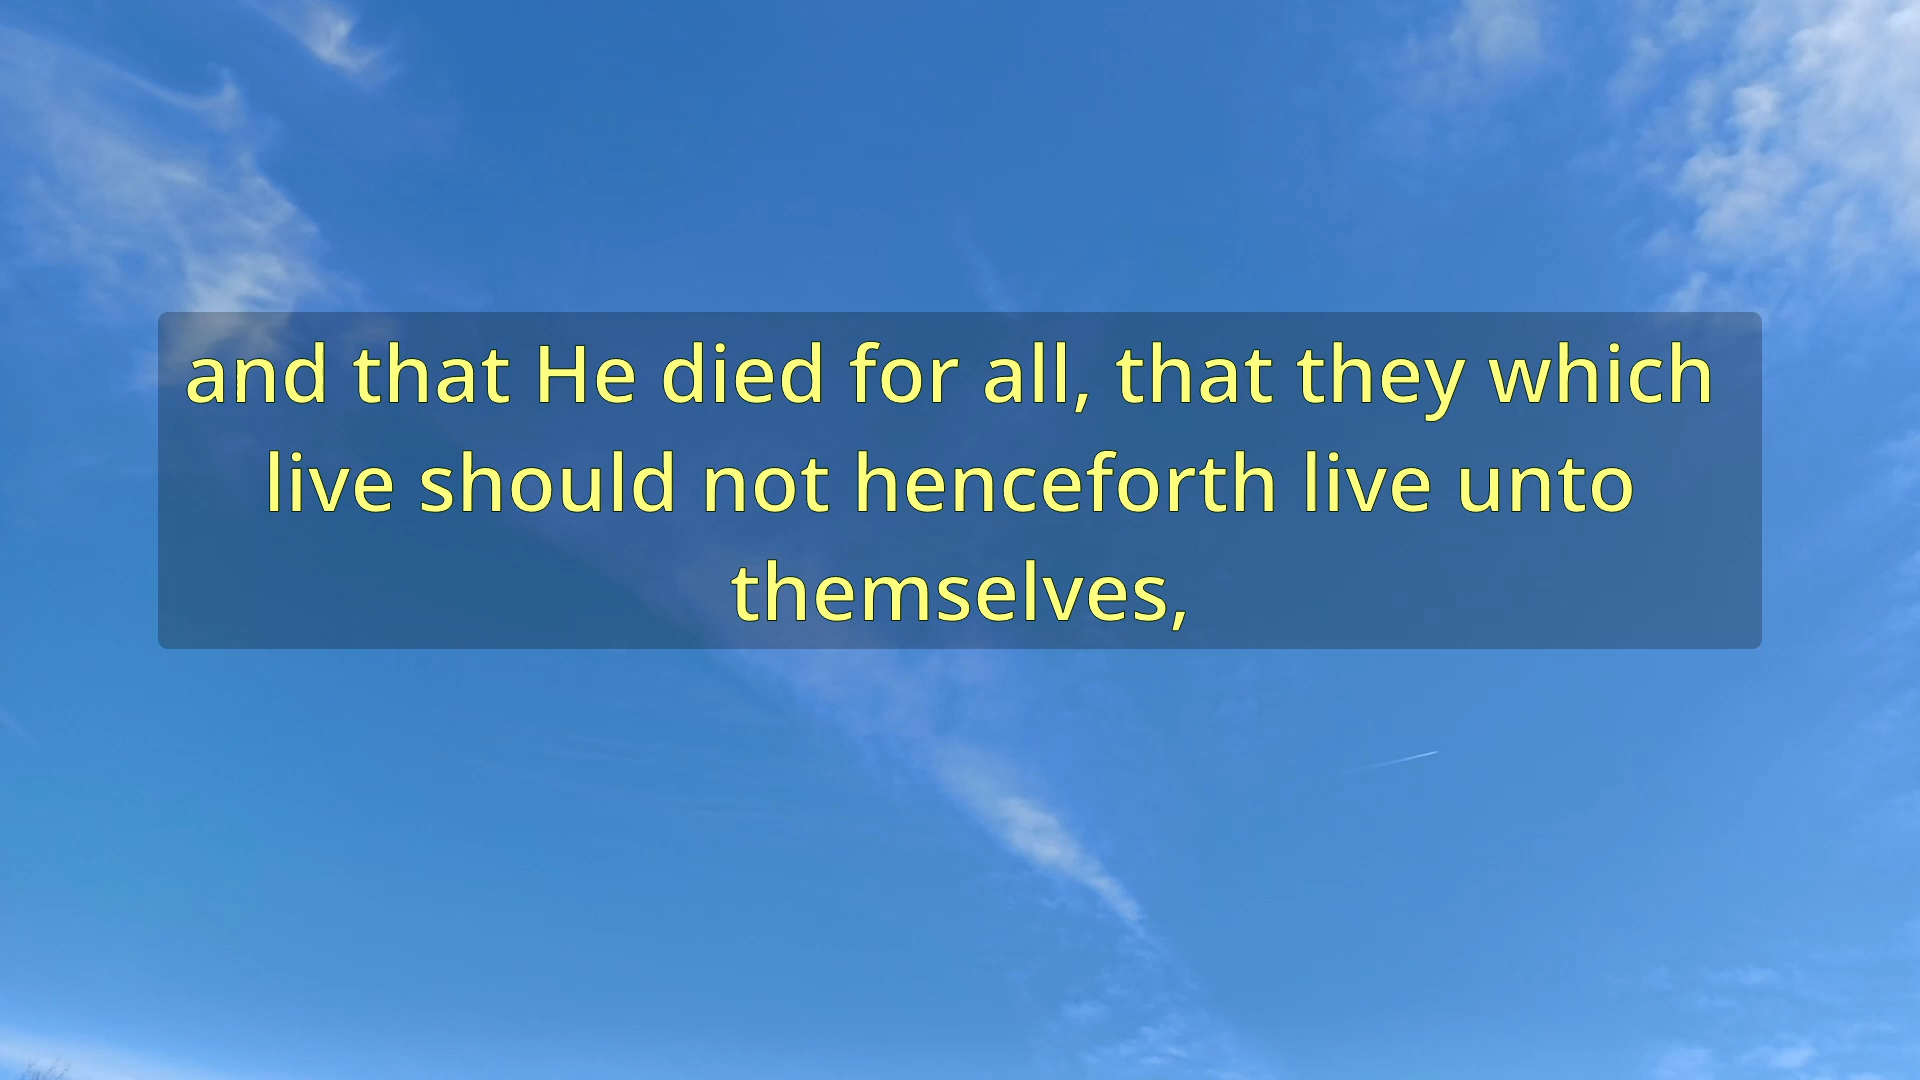 and that He died for all, that they which
live should not henceforth live unto
themselves,